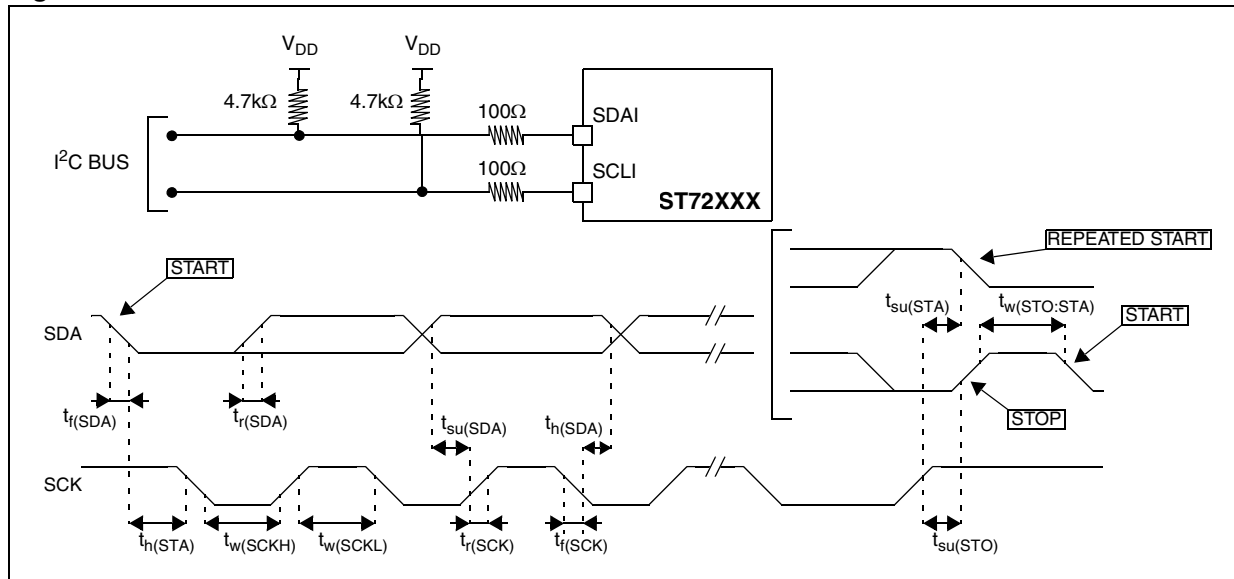 V_DD V_DD
4.7kΩ 4.7kΩ 100Ω SDAI
I²C BUS
100Ω SCLI
ST72XXX
REPEATED START
START
t_su(STA) t_w(STO:STA) START
SDA
t_f(SDA) t_r(SDA) t_su(SDA) t_h(SDA) STOP
SCK
t_h(STA) t_w(SCKH) t_w(SCKL) t_r(SCK) t_f(SCK) t_su(STO)